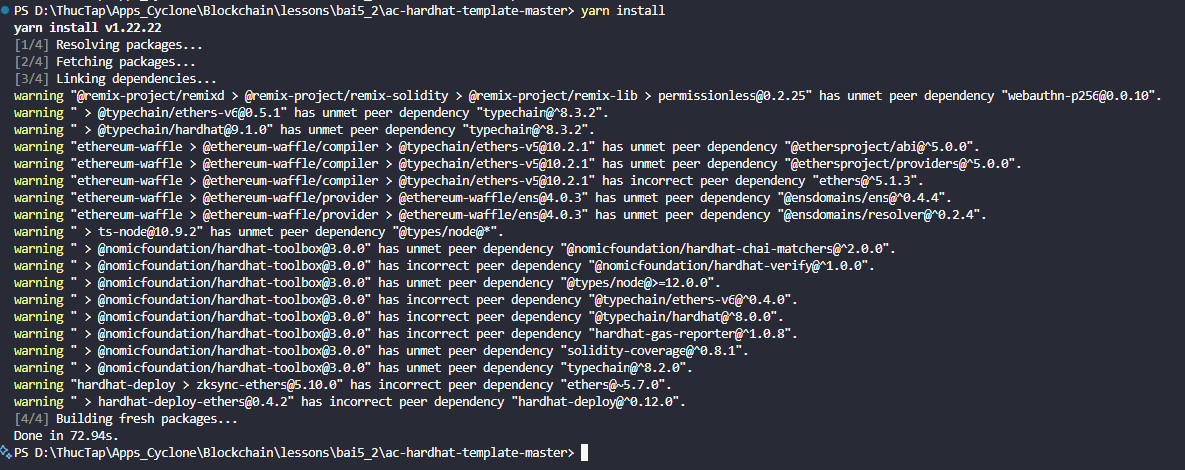 PS D:\ThucTap\Apps_Cyclone\Blockchain\lessons\bai5_2\ac-hardhat-template-master> yarn install
yarn install v1.22.22
[1/4] Resolving packages...
[2/4] Fetching packages...
[3/4] Linking dependencies...
warning "@remix-project/remixd > @remix-project/remix-solidity > @remix-project/remix-lib > permissionless@0.2.25" has unmet peer dependency "webauthn-p256@0.0.10".
warning " > @typechain/ethers-v6@0.5.1" has unmet peer dependency "typechain@^8.3.2".
warning " > @typechain/hardhat@9.1.0" has unmet peer dependency "typechain@^8.3.2".
warning "ethereum-waffle > @ethereum-waffle/compiler > @typechain/ethers-v5@10.2.1" has unmet peer dependency "@ethersproject/abi@^5.0.0".
warning "ethereum-waffle > @ethereum-waffle/compiler > @typechain/ethers-v5@10.2.1" has unmet peer dependency "@ethersproject/providers@^5.0.0".
warning "ethereum-waffle > @ethereum-waffle/compiler > @typechain/ethers-v5@10.2.1" has incorrect peer dependency "ethers@^5.1.3".
warning "ethereum-waffle > @ethereum-waffle/provider > @ethereum-waffle/ens@4.0.3" has unmet peer dependency "@ensdomains/ens@^0.4.4".
warning "ethereum-waffle > @ethereum-waffle/provider > @ethereum-waffle/ens@4.0.3" has unmet peer dependency "@ensdomains/resolver@^0.2.4".
warning " > ts-node@10.9.2" has unmet peer dependency "@types/node@*".
warning " > @nomicfoundation/hardhat-toolbox@3.0.0" has unmet peer dependency "@nomicfoundation/hardhat-chai-matchers@^2.0.0".
warning " > @nomicfoundation/hardhat-toolbox@3.0.0" has incorrect peer dependency "@nomicfoundation/hardhat-verify@^1.0.0".
warning " > @nomicfoundation/hardhat-toolbox@3.0.0" has unmet peer dependency "@types/node@>=12.0.0".
warning " > @nomicfoundation/hardhat-toolbox@3.0.0" has incorrect peer dependency "@typechain/ethers-v6@^0.4.0".
warning " > @nomicfoundation/hardhat-toolbox@3.0.0" has incorrect peer dependency "@typechain/hardhat@^8.0.0".
warning " > @nomicfoundation/hardhat-toolbox@3.0.0" has incorrect peer dependency "hardhat-gas-reporter@^1.0.8".
warning " > @nomicfoundation/hardhat-toolbox@3.0.0" has unmet peer dependency "solidity-coverage@^0.8.1".
warning " > @nomicfoundation/hardhat-toolbox@3.0.0" has unmet peer dependency "typechain@^8.2.0".
warning "hardhat-deploy > zksync-ethers@5.10.0" has incorrect peer dependency "ethers@~5.7.0".
warning " > hardhat-deploy-ethers@0.4.2" has incorrect peer dependency "hardhat-deploy@^0.12.0".
[4/4] Building fresh packages...
Done in 72.94s.
PS D:\ThucTap\Apps_Cyclone\Blockchain\lessons\bai5_2\ac-hardhat-template-master>